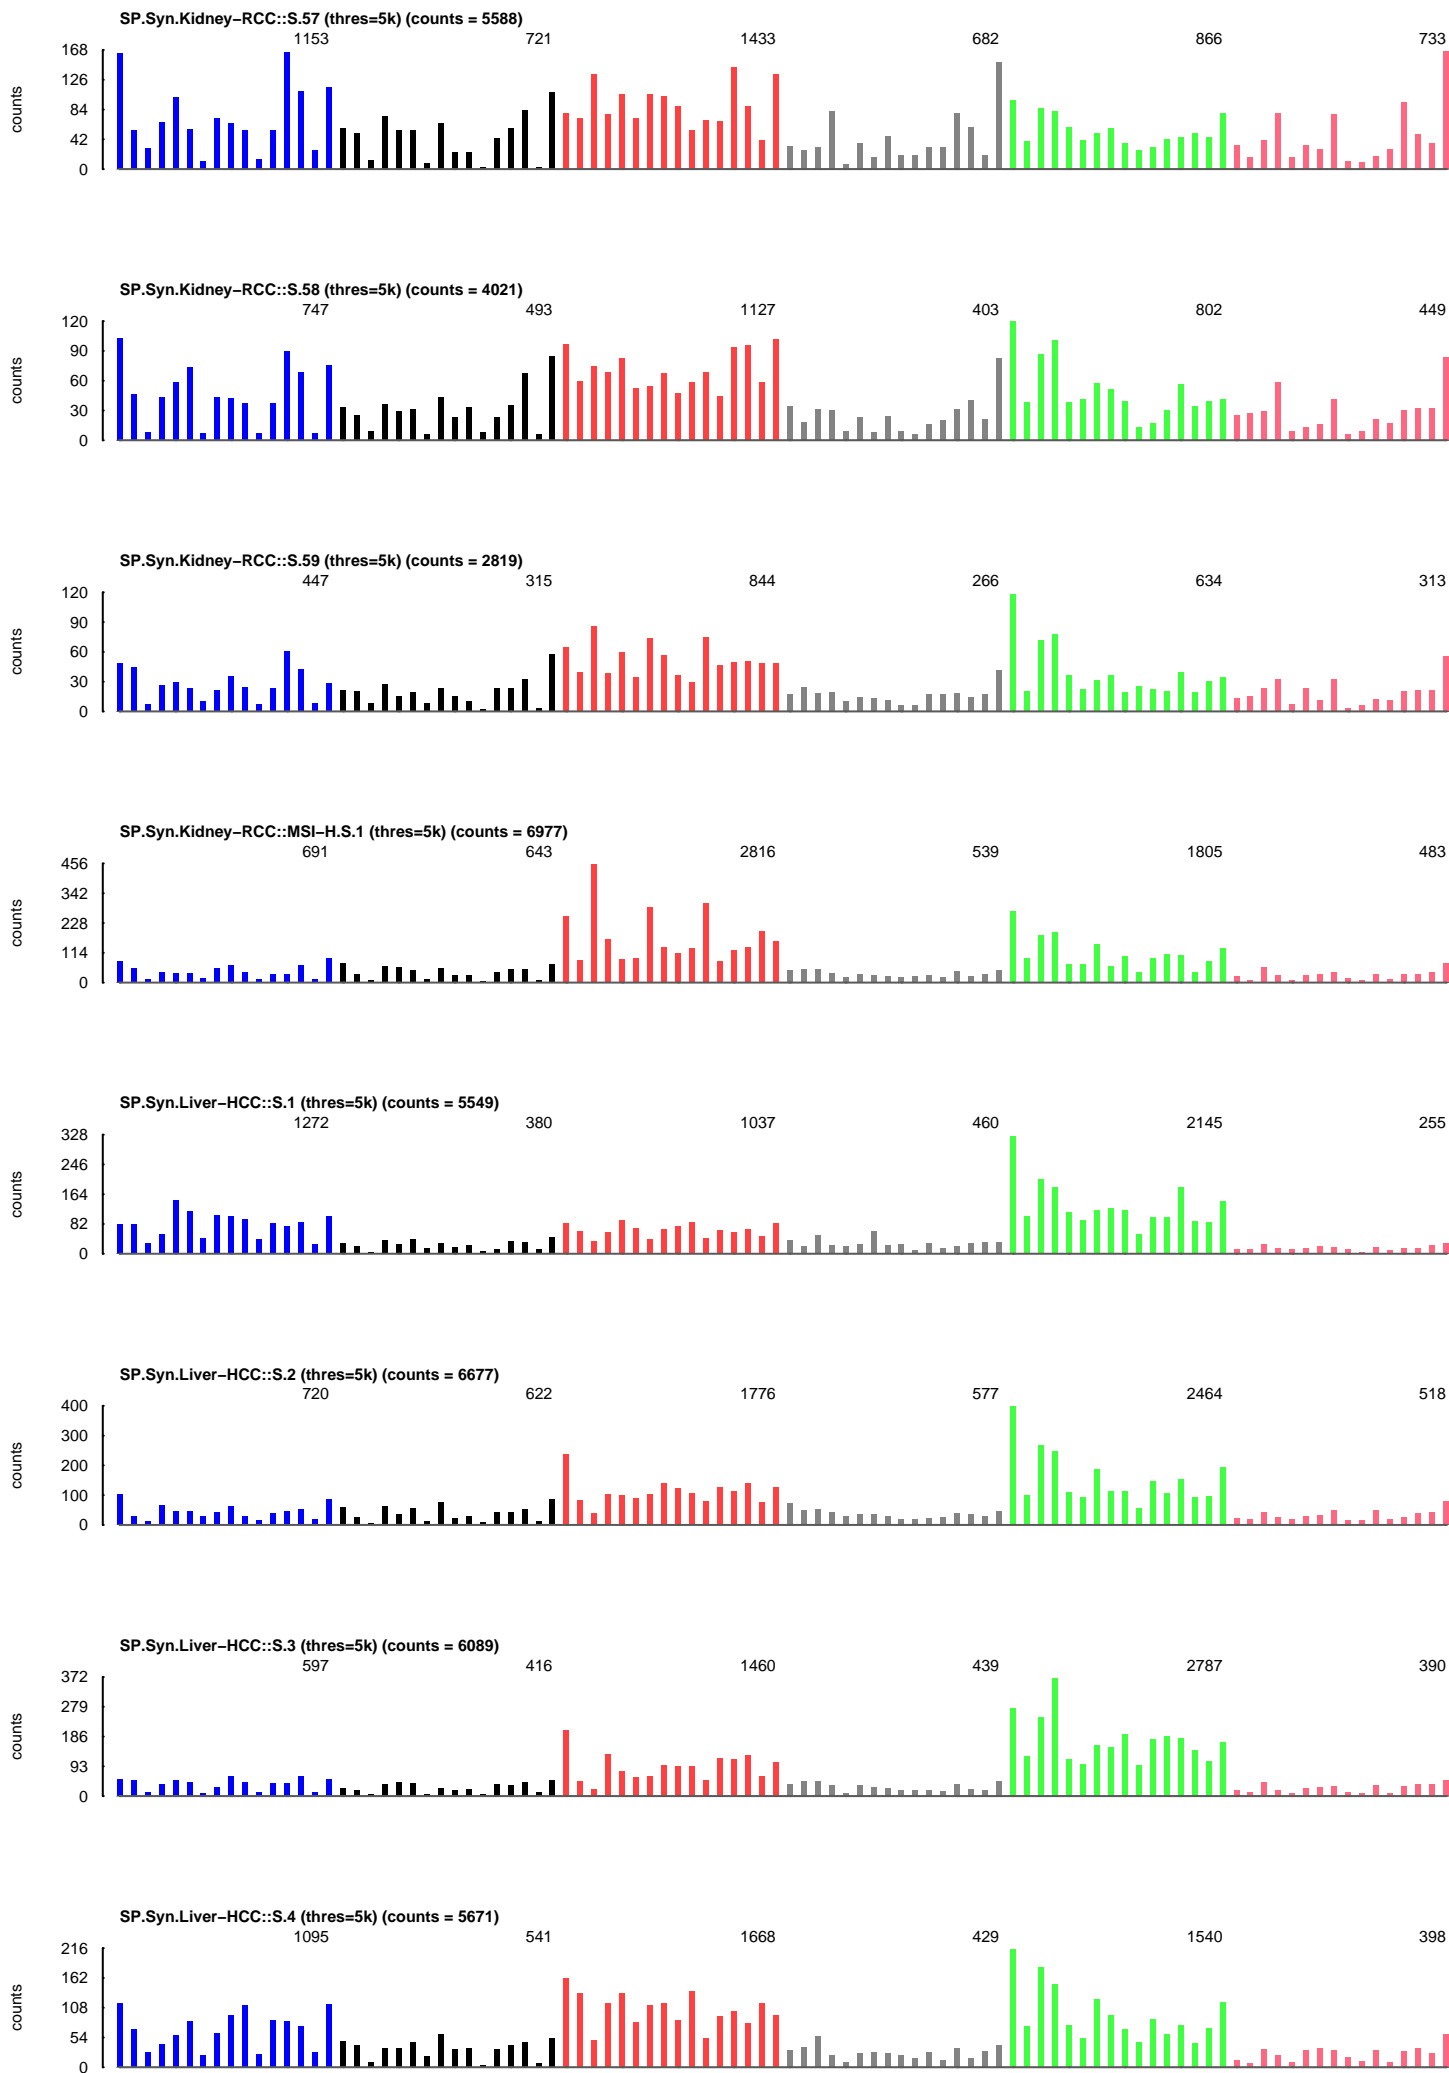 SP.Syn.Kidney−RCC::S.57 (thres=5k) (counts = 5588)
1153 721 1433 682 866 733
168
126
84
42
0
counts
SP.Syn.Kidney−RCC::S.58 (thres=5k) (counts = 4021)
747 493 1127 403 802 449
120
90
60
30
0
counts
SP.Syn.Kidney−RCC::S.59 (thres=5k) (counts = 2819)
447 315 844 266 634 313
120
90
60
30
0
counts
SP.Syn.Kidney−RCC::MSI−H.S.1 (thres=5k) (counts = 6977)
691 643 2816 539 1805 483
456
342
228
114
0
counts
SP.Syn.Liver−HCC::S.1 (thres=5k) (counts = 5549)
1272 380 1037 460 2145 255
328
246
164
82
0
counts
SP.Syn.Liver−HCC::S.2 (thres=5k) (counts = 6677)
720 622 1776 577 2464 518
400
300
200
100
0
counts
SP.Syn.Liver−HCC::S.3 (thres=5k) (counts = 6089)
597 416 1460 439 2787 390
372
279
186
93
0
counts
SP.Syn.Liver−HCC::S.4 (thres=5k) (counts = 5671)
1095 541 1668 429 1540 398
216
162
108
54
0
counts